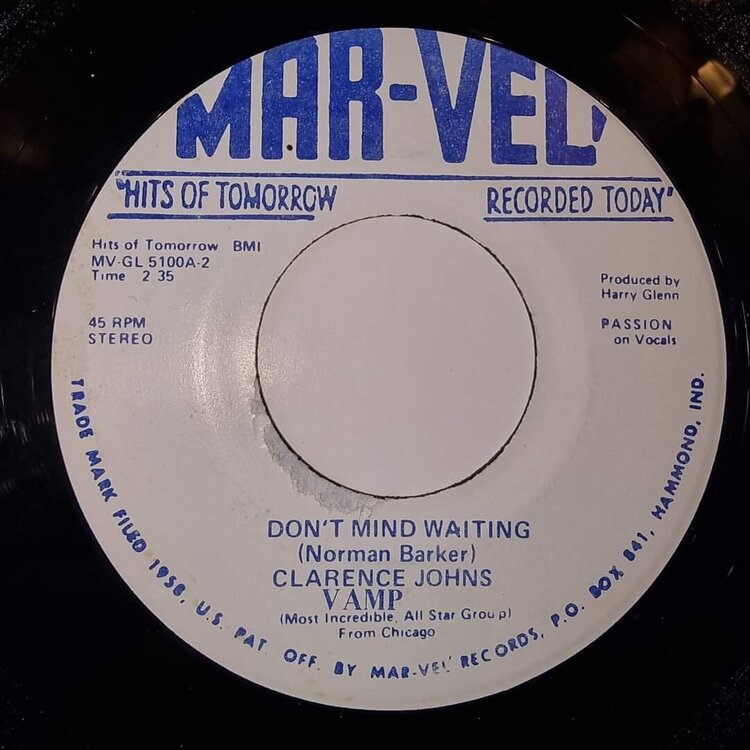 MAR-VEL'
"HITS OF TOMORROW
RECORDED TODAY"
Hits of Tomorrow BMI
MV-GL 5100A-2
Time 2 35
45 RPM
STEREO
Produced by
Harry Glenn
PASSION
on Vocals
DON'T MIND WAITING
(Norman Barker)
CLARENCE JOHNS
VAMP
(Most Incredible, All Star Group)
From Chicago
TRADE MARK FILED 1958, U.S. PAT. OFF. BY MAR-VEL' RECORDS, P.O. BOX 841, HAMMOND, IND.